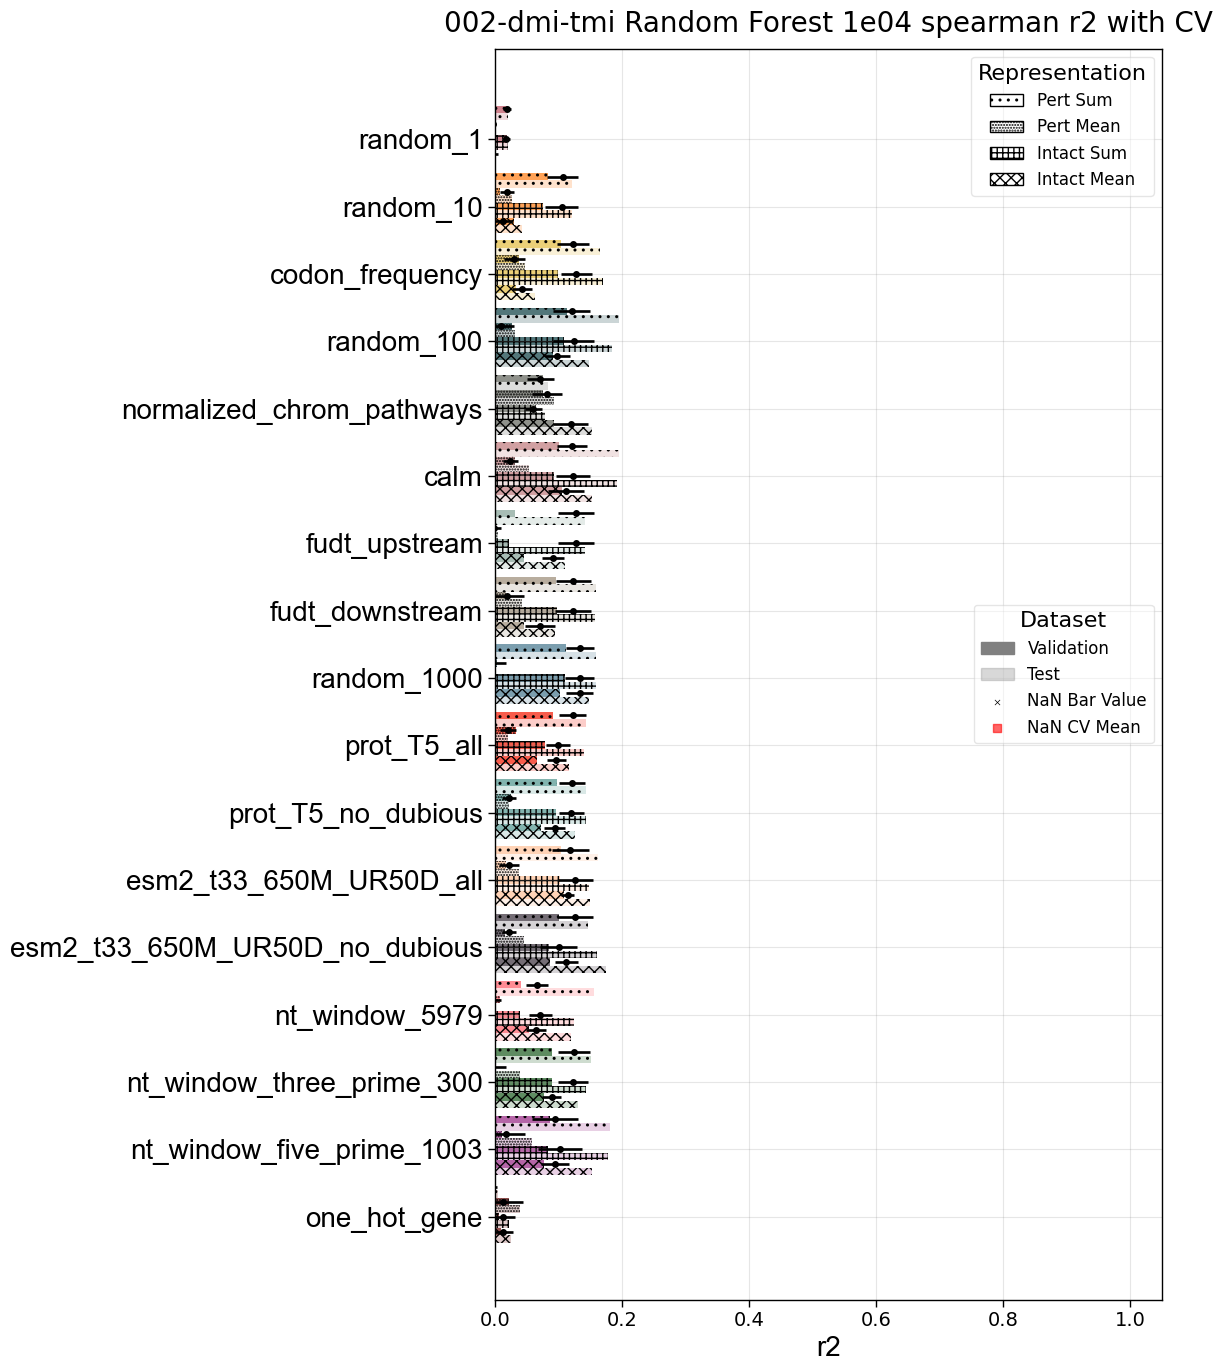 002-dmi-tmi Random Forest 1e04 spearman r2 with CV
Representation
Pert Sum
Pert Mean
Intact Sum
Intact Mean
random_1
random_10
codon_frequency
random_100
normalized_chrom_pathways
calm
fudt_upstream
fudt_downstream
random_1000
prot_T5_all
prot_T5_no_dubious
esm2_t33_650M_UR50D_all
esm2_t33_650M_UR50D_no_dubious
nt_window_5979
nt_window_three_prime_300
nt_window_five_prime_1003
one_hot_gene
Dataset
Validation
Test
NaN Bar Value
NaN CV Mean
0.0 0.2 0.4 0.6 0.8 1.0
r2